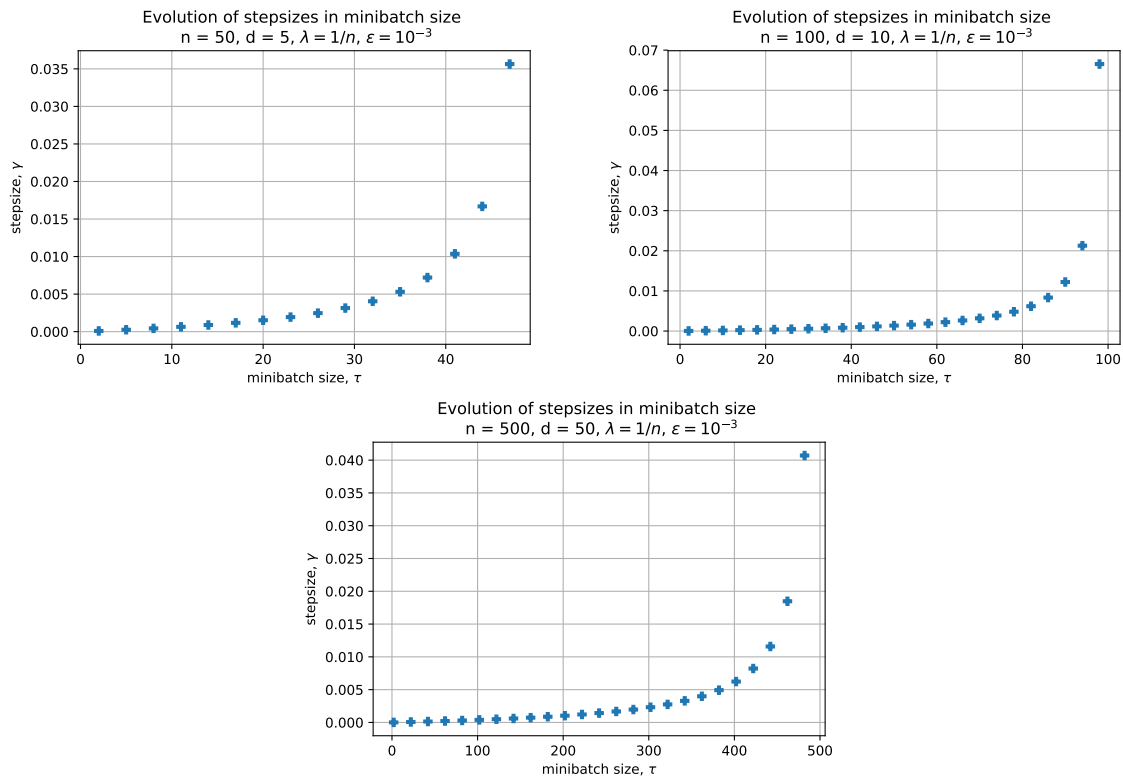 Evolution of stepsizes in minibatch size
n = 50, d = 5, λ = 1/n, ε = 10⁻³
0.035
0.030
0.025
0.020
0.015
0.010
0.005
0.000
stepsize, γ
0 10 20 30 40
minibatch size, τ
Evolution of stepsizes in minibatch size
n = 100, d = 10, λ = 1/n, ε = 10⁻³
0.07
0.06
0.05
0.04
0.03
0.02
0.01
0.00
stepsize, γ
0 20 40 60 80 100
minibatch size, τ
Evolution of stepsizes in minibatch size
n = 500, d = 50, λ = 1/n, ε = 10⁻³
0.040
0.035
0.030
0.025
0.020
0.015
0.010
0.005
0.000
stepsize, γ
0 100 200 300 400 500
minibatch size, τ